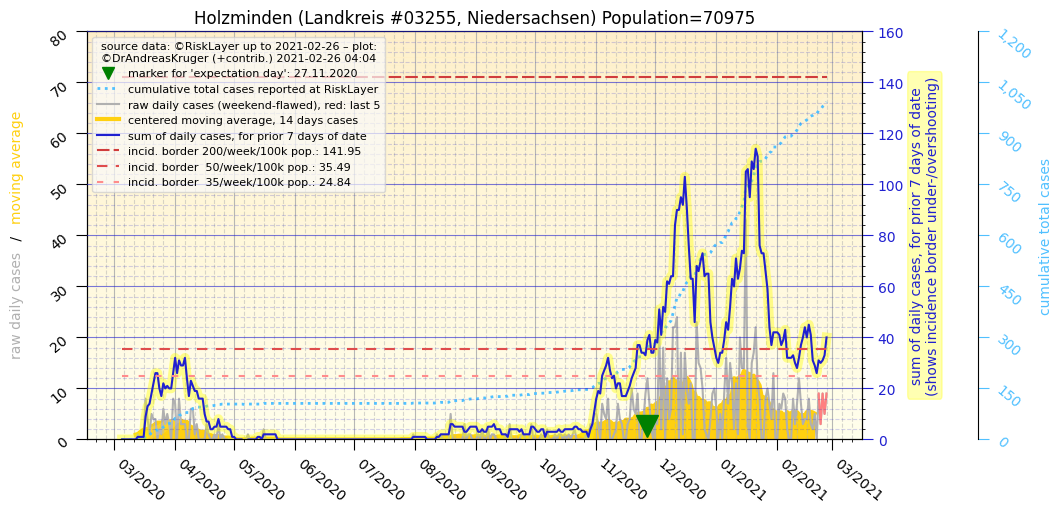 Holzminden (Landkreis #03255, Niedersachsen) Population=70975
source data: ©RiskLayer up to 2021-02-26 – plot:
©DrAndreasKruger (+contrib.) 2021-02-26 04:04
marker for 'expectation day': 27.11.2020
cumulative total cases reported at RiskLayer
raw daily cases (weekend-flawed), red: last 5
centered moving average, 14 days cases
sum of daily cases, for prior 7 days of date
incid. border 200/week/100k pop.: 141.95
incid. border  50/week/100k pop.: 35.49
incid. border  35/week/100k pop.: 24.84
raw daily cases / moving average
80
70
60
50
40
30
20
10
0
03/2020
04/2020
05/2020
06/2020
07/2020
08/2020
09/2020
10/2020
11/2020
12/2020
01/2021
02/2021
03/2021
160
140
120
100
80
60
40
20
0
sum of daily cases, for prior 7 days of date
(shows incidence border under-/overshooting)
1,200
1,050
900
750
600
450
300
150
0
cumulative total cases